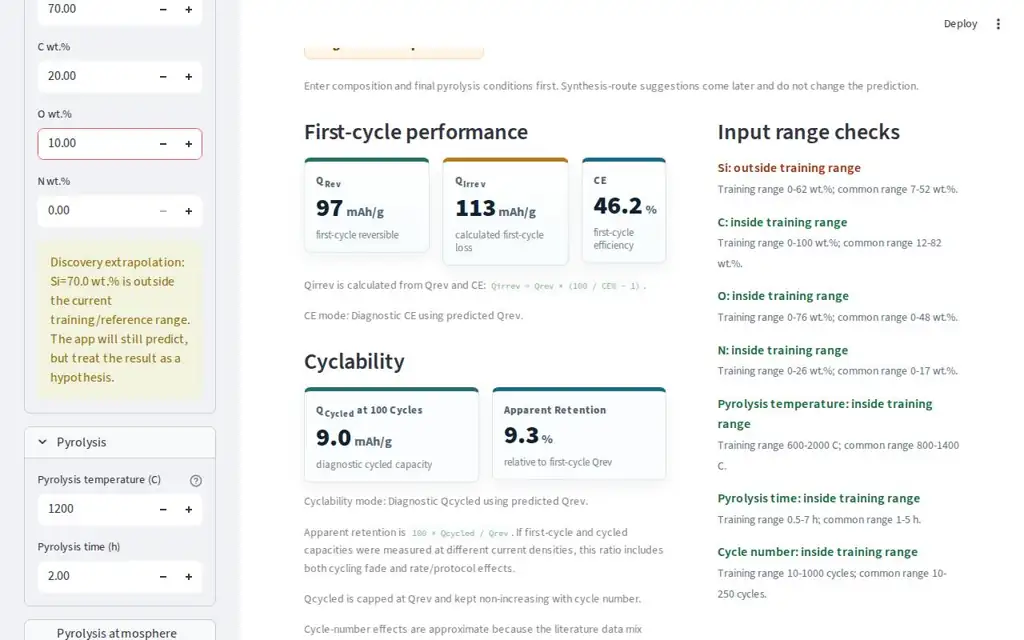 70.00
C wt.%
20.00
O wt.%
10.00
N wt.%
0.00
Discovery extrapolation:
Si=70.0 wt.% is outside
the current
training/reference range.
The app will still predict,
but treat the result as a
hypothesis.
Pyrolysis
Pyrolysis temperature (C)
1200
Pyrolysis time (h)
2.00
Pyrolysis atmosphere
Deploy
Enter composition and final pyrolysis conditions first. Synthesis-route suggestions come later and do not change the prediction.
First-cycle performance
QRev
97 mAh/g
first-cycle reversible
QIrrev
113 mAh/g
calculated first-cycle
loss
CE
46.2 %
first-cycle
efficiency
Qirrev is calculated from Qrev and CE: Qirrev = Qrev * (100 / CE% - 1) .
CE mode: Diagnostic CE using predicted Qrev.
Cyclability
QCycled at 100 Cycles
9.0 mAh/g
diagnostic cycled capacity
Apparent Retention
9.3 %
relative to first-cycle Qrev
Cyclability mode: Diagnostic Qcycled using predicted Qrev.
Apparent retention is 100 * Qcycled / Qrev . If first-cycle and cycled
capacities were measured at different current densities, this ratio includes
both cycling fade and rate/protocol effects.
Qcycled is capped at Qrev and kept non-increasing with cycle number.
Cycle-number effects are approximate because the literature data mix
Input range checks
Si: outside training range
Training range 0-62 wt.%; common range 7-52 wt.%.
C: inside training range
Training range 0-100 wt.%; common range 12-82
wt.%.
O: inside training range
Training range 0-76 wt.%; common range 0-48 wt.%.
N: inside training range
Training range 0-26 wt.%; common range 0-17 wt.%.
Pyrolysis temperature: inside training
range
Training range 600-2000 C; common range 800-1400
C.
Pyrolysis time: inside training range
Training range 0.5-7 h; common range 1-5 h.
Cycle number: inside training range
Training range 10-1000 cycles; common range 10-
250 cycles.